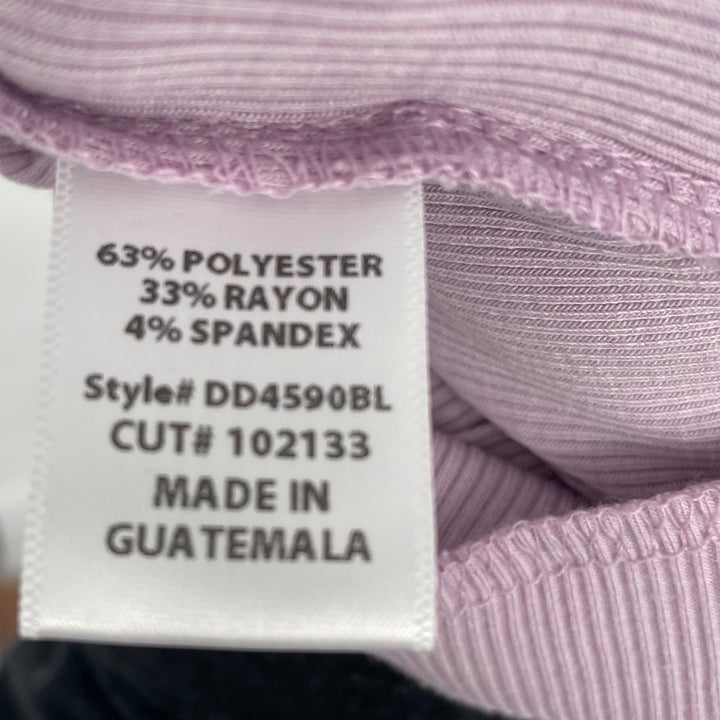 63% POLYESTER
33% RAYON
4% SPANDEX
Style# DD4590BL
CUT# 102133
MADE IN
GUATEMALA